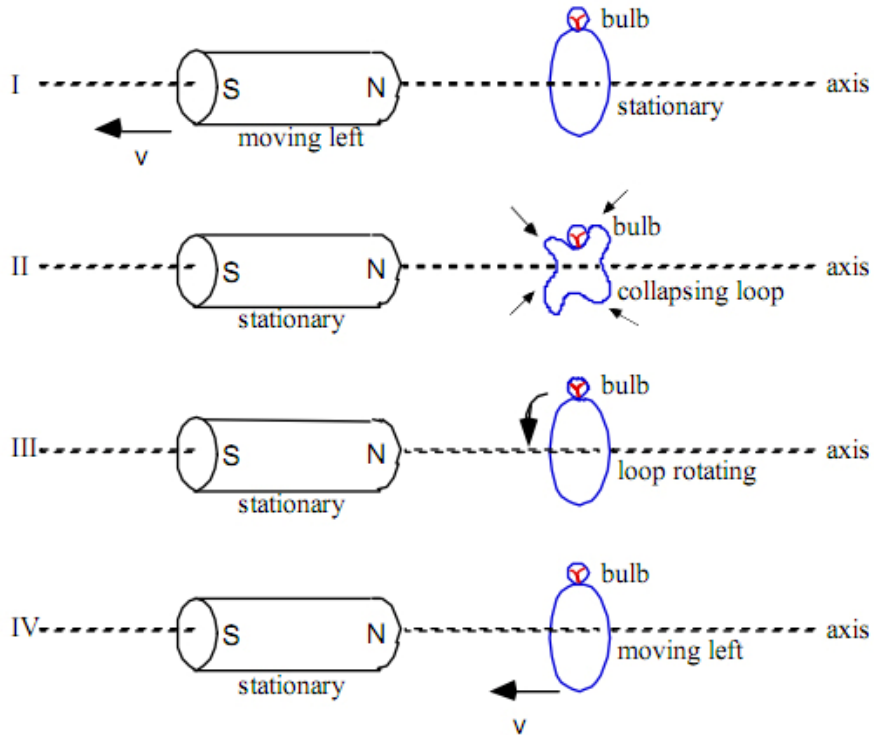 bulb
I S N axis
stationary
moving left
v
bulb
II S N axis
collapsing loop
stationary
bulb
III S N axis
loop rotating
stationary
bulb
IV S N axis
moving left
stationary
v